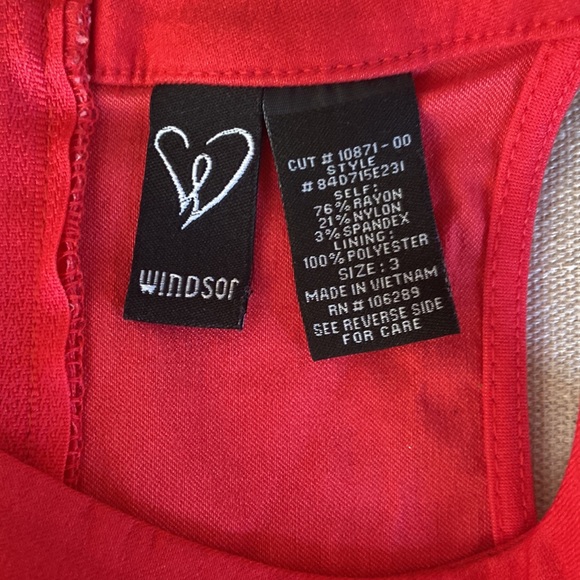 WINDSOR
CUT # 10871-00
STYLE
# 84D715E231
SELF:
76% RAYON
21% NYLON
3% SPANDEX
LINING:
100% POLYESTER
SIZE: 3
MADE IN VIETNAM
RN# 106289
SEE REVERSE SIDE
FOR CARE